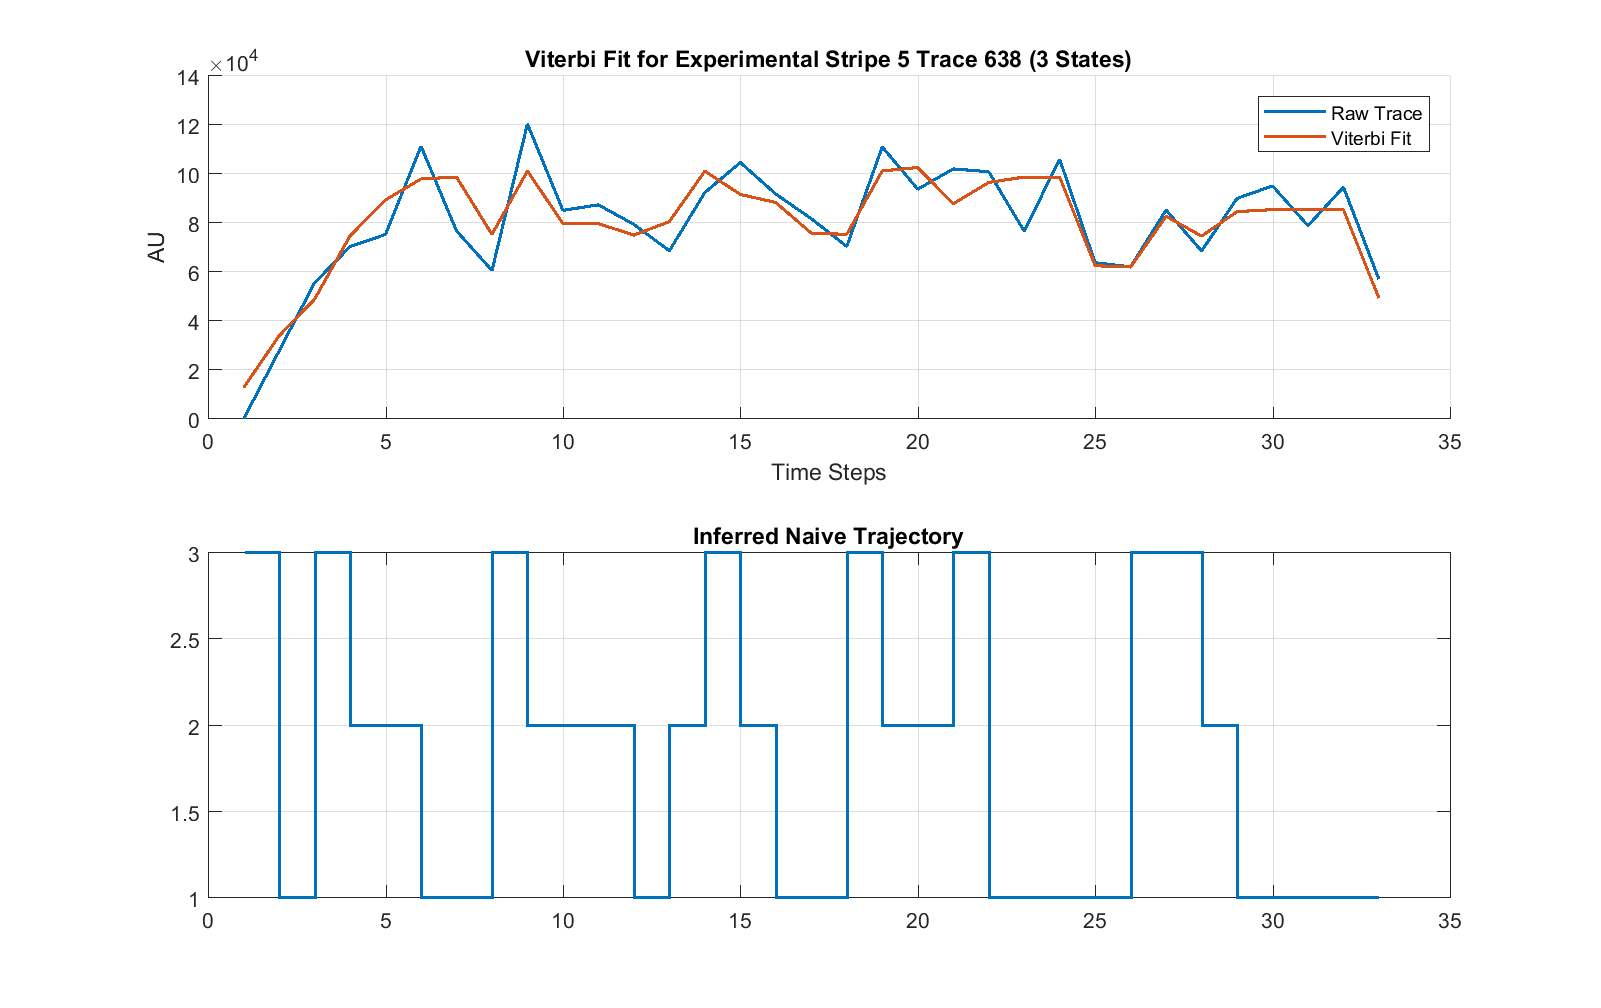 Viterbi Fit for Experimental Stripe 5 Trace 638 (3 States)
×10^4
14
12
10
8
6
4
2
0
AU
Raw Trace
Viterbi Fit
0 5 10 15 20 25 30 35
Time Steps
Inferred Naive Trajectory
3
2.5
2
1.5
1
0 5 10 15 20 25 30 35